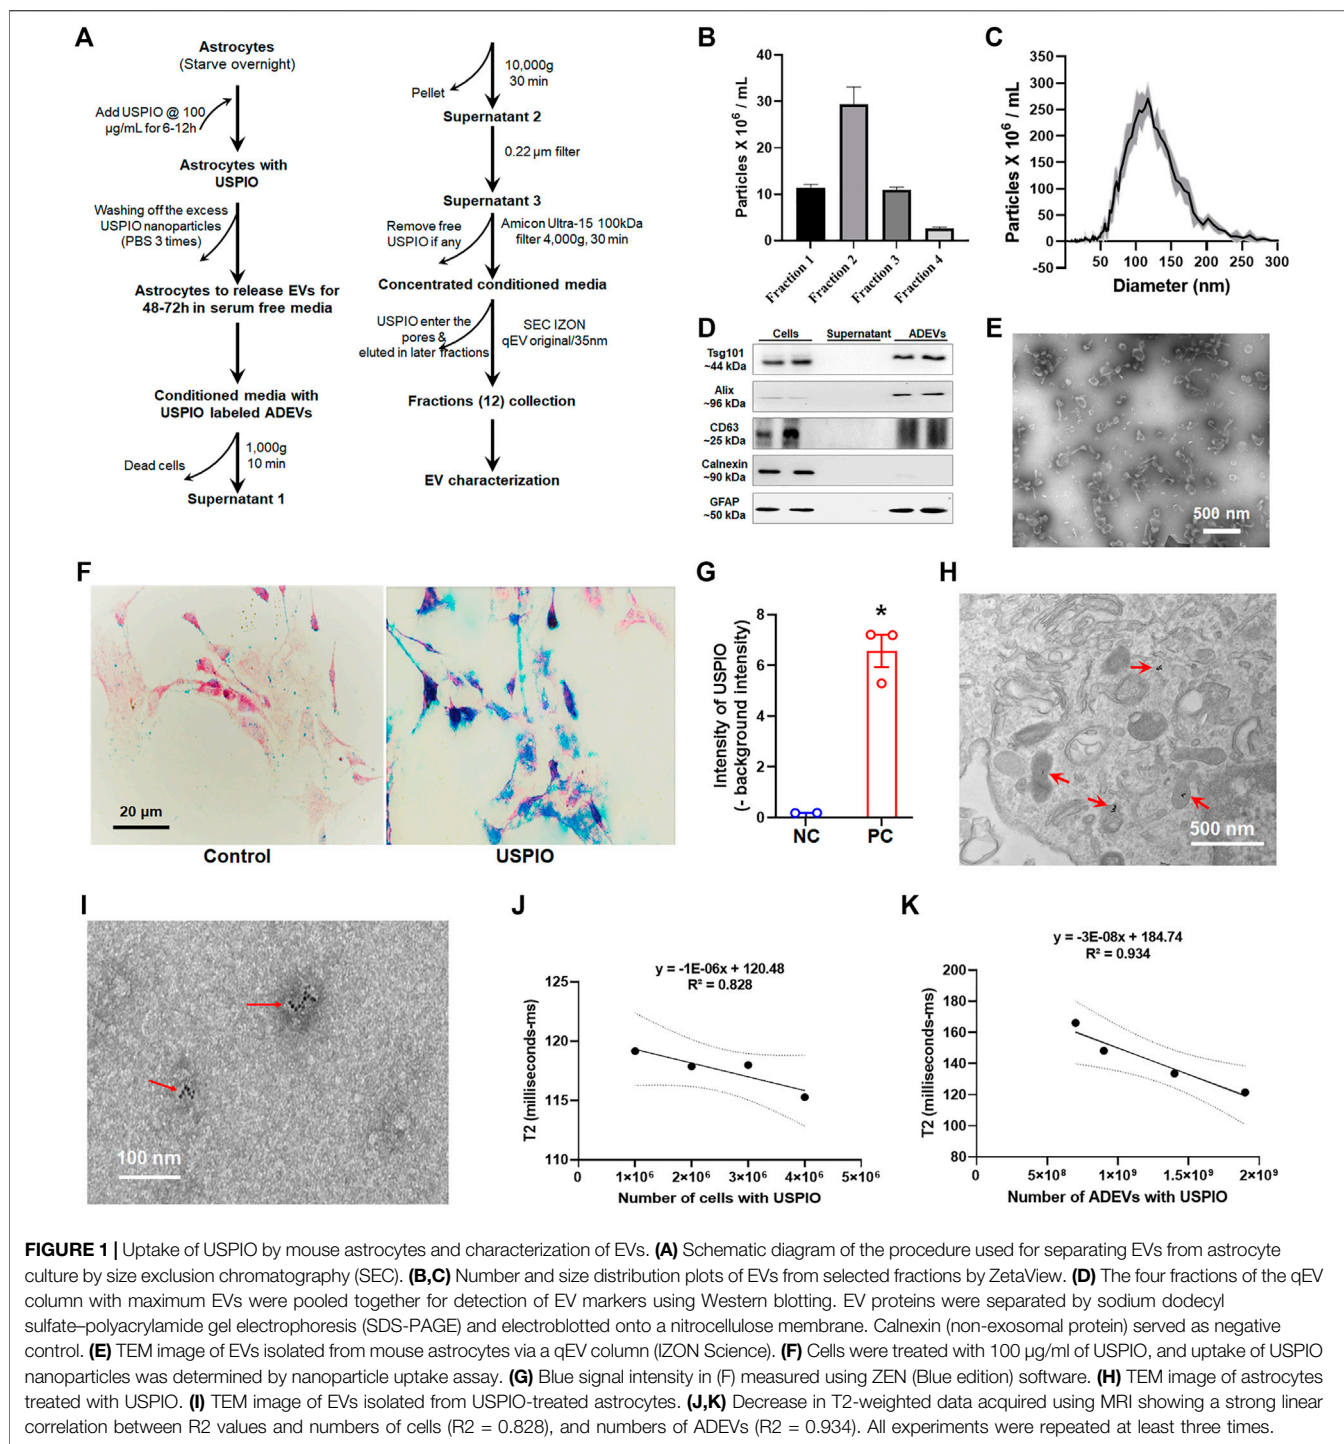 A
Astrocytes
(Starve overnight)
Add USPIO @ 100
µg/mL for 6-12h
Astrocytes with
USPIO
Washing off the excess
USPIO nanoparticles
(PBS 3 times)
Astrocytes to release EVs for
48-72h in serum free media
Conditioned media with
USPIO labeled ADEVs
1,000g
10 min
Dead cells
Supernatant 1
10,000g
30 min
Pellet
Supernatant 2
0.22 µm filter
Supernatant 3
Remove free
USPIO if any
Amicon Ultra-15 100kDa
filter 4,000g, 30 min
Concentrated conditioned media
USPIO enter the
pores &
eluted in later fractions
SEC IZON
qEV original/35nm
Fractions (12) collection
EV characterization
B
Particles X 10⁶ / mL
40
30
20
10
0
Fraction 1
Fraction 2
Fraction 3
Fraction 4
C
Particles X 10⁶ / mL
350
300
250
200
150
100
50
0
-50
50 100 150 200 250 300
Diameter (nm)
D
Cells Supernatant ADEVs
Tsg101
~44 kDa
Alix
~96 kDa
CD63
~25 kDa
Calnexin
~90 kDa
GFAP
~50 kDa
E
500 nm
F
20 µm
Control
USPIO
G
Intensity of USPIO
(- background intensity)
8
6
4
2
0
*
NC PC
H
500 nm
I
100 nm
J
y = -1E-06x + 120.48
R² = 0.828
T2 (milliseconds-ms)
125
120
115
110
0 1×10⁶ 2×10⁶ 3×10⁶ 4×10⁶ 5×10⁶
Number of cells with USPIO
K
y = -3E-08x + 184.74
R² = 0.934
T2 (milliseconds-ms)
200
180
160
140
120
100
80
0 5×10⁸ 1×10⁹ 1.5×10⁹ 2×10⁹
Number of ADEVs with USPIO
FIGURE 1 | Uptake of USPIO by mouse astrocytes and characterization of EVs. (A) Schematic diagram of the procedure used for separating EVs from astrocyte
culture by size exclusion chromatography (SEC). (B,C) Number and size distribution plots of EVs from selected fractions by ZetaView. (D) The four fractions of the qEV
column with maximum EVs were pooled together for detection of EV markers using Western blotting. EV proteins were separated by sodium dodecyl
sulfate–polyacrylamide gel electrophoresis (SDS-PAGE) and electroblotted onto a nitrocellulose membrane. Calnexin (non-exosomal protein) served as negative
control. (E) TEM image of EVs isolated from mouse astrocytes via a qEV column (IZON Science). (F) Cells were treated with 100 µg/ml of USPIO, and uptake of USPIO
nanoparticles was determined by nanoparticle uptake assay. (G) Blue signal intensity in (F) measured using ZEN (Blue edition) software. (H) TEM image of astrocytes
treated with USPIO. (I) TEM image of EVs isolated from USPIO-treated astrocytes. (J,K) Decrease in T2-weighted data acquired using MRI showing a strong linear
correlation between R2 values and numbers of cells (R2 = 0.828), and numbers of ADEVs (R2 = 0.934). All experiments were repeated at least three times.